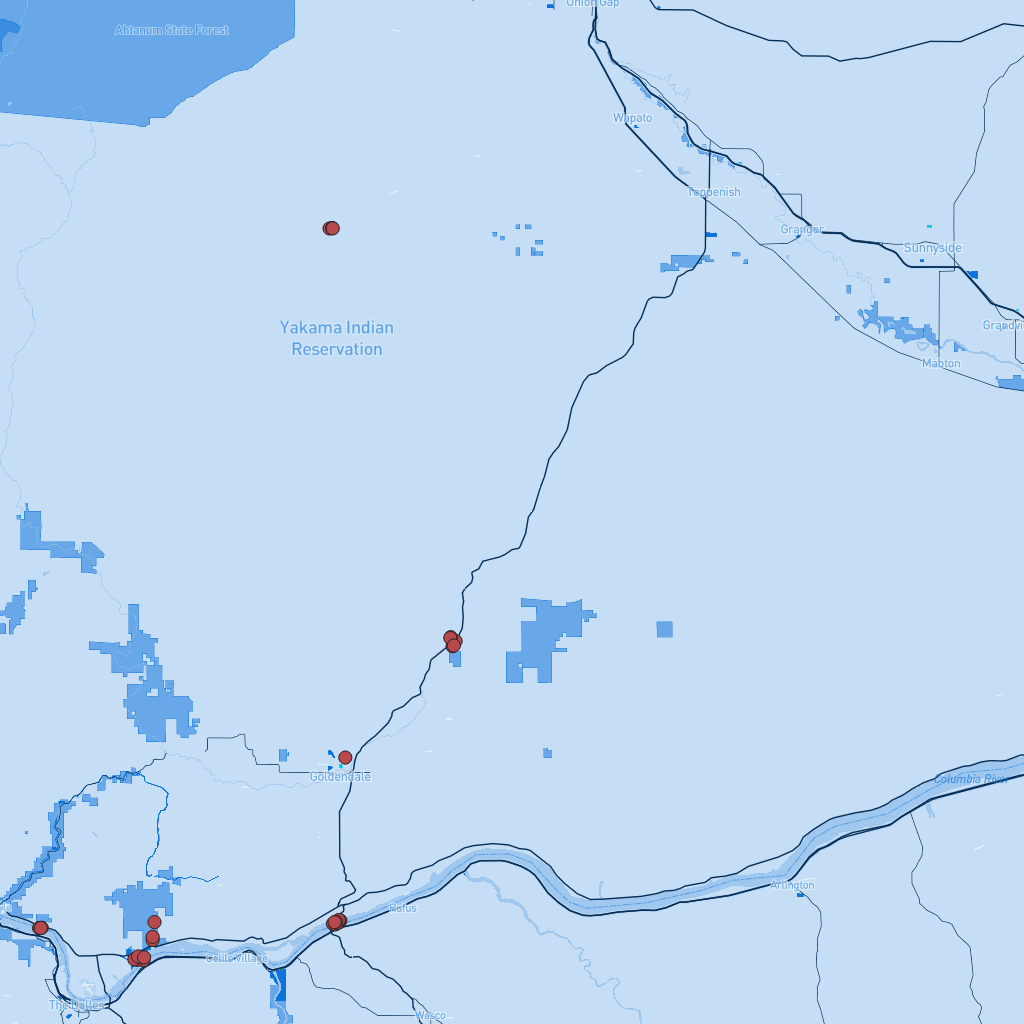 Union Gap
Ahtanum State Forest
Wapato
Toppenish
Granger
Sunnyside
Mabton
Yakama Indian
Reservation
Goldendale
Columbia River
Arlington
Rufus
Celilo Village
The Dalles
Wasco